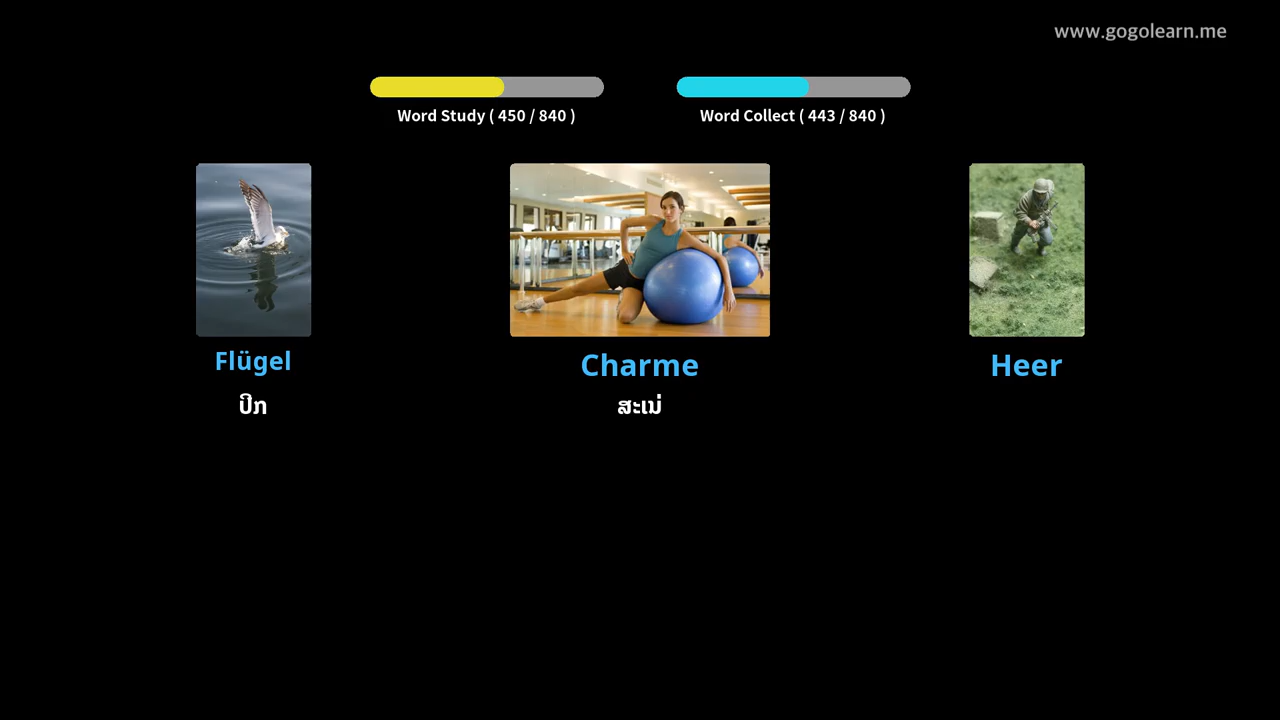 www.gogolearn.me
Word Study ( 450 / 840 )
Word Collect ( 443 / 840 )
Flügel
Charme
Heer
ປີກ
ສະເນ່